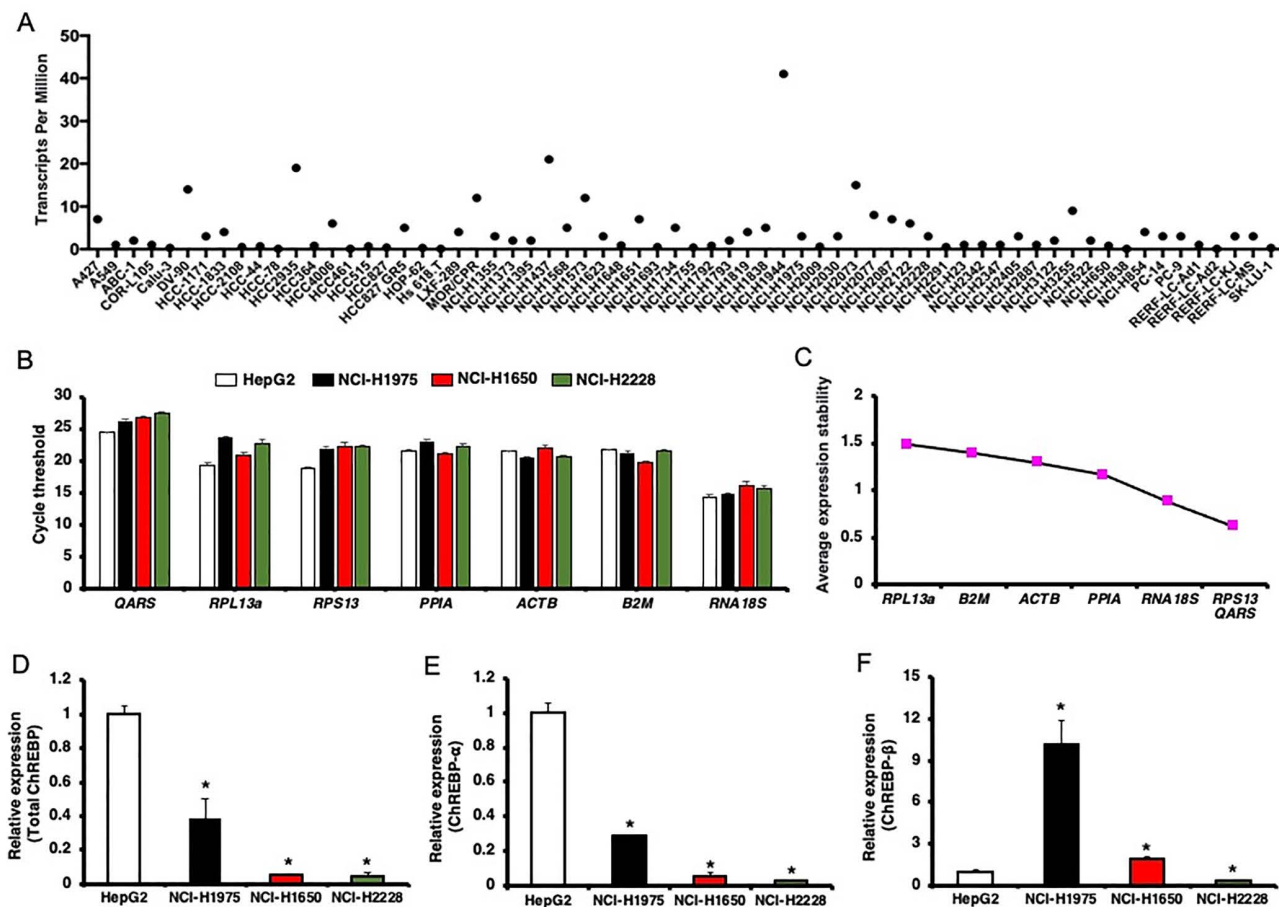 A
Transcripts Per Million
50
40
30
20
10
0
A427
A549
ABC-1
COR-L 105
Calu-3
DV-90
HCC-1171
HCC-1833
HCC-2108
HCC-44
HCC-78
HCC2935
HCC364
HCC4006
HCC461
HCC515
HCC827
HCC827 GR5
HOP-62
Hs 618.T
LXF-289
MOR/CPR
NCI-H1355
NCI-H1373
NCI-H1395
NCI-H1437
NCI-H1573
NCI-H1623
NCI-H1648
NCI-H1651
NCI-H1693
NCI-H1734
NCI-H1755
NCI-H1792
NCI-H1793
NCI-H1819
NCI-H1838
NCI-H1944
NCI-H1975
NCI-H2009
NCI-H2030
NCI-H2073
NCI-H2077
NCI-H2087
NCI-H2122
NCI-H2228
NCI-H2291
NCI-H23
NCI-H2342
NCI-H2347
NCI-H2405
NCI-H2887
NCI-H3122
NCI-H3255
NCI-H522
NCI-H650
NCI-H838
NCI-H854
PC-14
PC-9
RERF-LC-Ad1
RERF-LC-Ad2
RERF-LC-KJ
RERF-LC-MS
SK-LU-1
B
HepG2 NCI-H1975 NCI-H1650 NCI-H2228
Cycle threshold
30
25
20
15
10
5
0
QARS RPL13a RPS13 PPIA ACTB B2M RNA18S
C
Average expression stability
2
1.5
1
0.5
0
RPL13a B2M ACTB PPIA RNA18S RPS13
QARS
D
Relative expression
(Total ChREBP)
1.2
1
0.8
0.6
0.4
0.2
0
* * *
HepG2 NCI-H1975 NCI-H1650 NCI-H2228
E
Relative expression
(ChREBP-α)
1.2
1
0.8
0.6
0.4
0.2
0
* * *
HepG2 NCI-H1975 NCI-H1650 NCI-H2228
F
Relative expression
(ChREBP-β)
15
12
9
6
3
0
* * *
HepG2 NCI-H1975 NCI-H1650 NCI-H2228